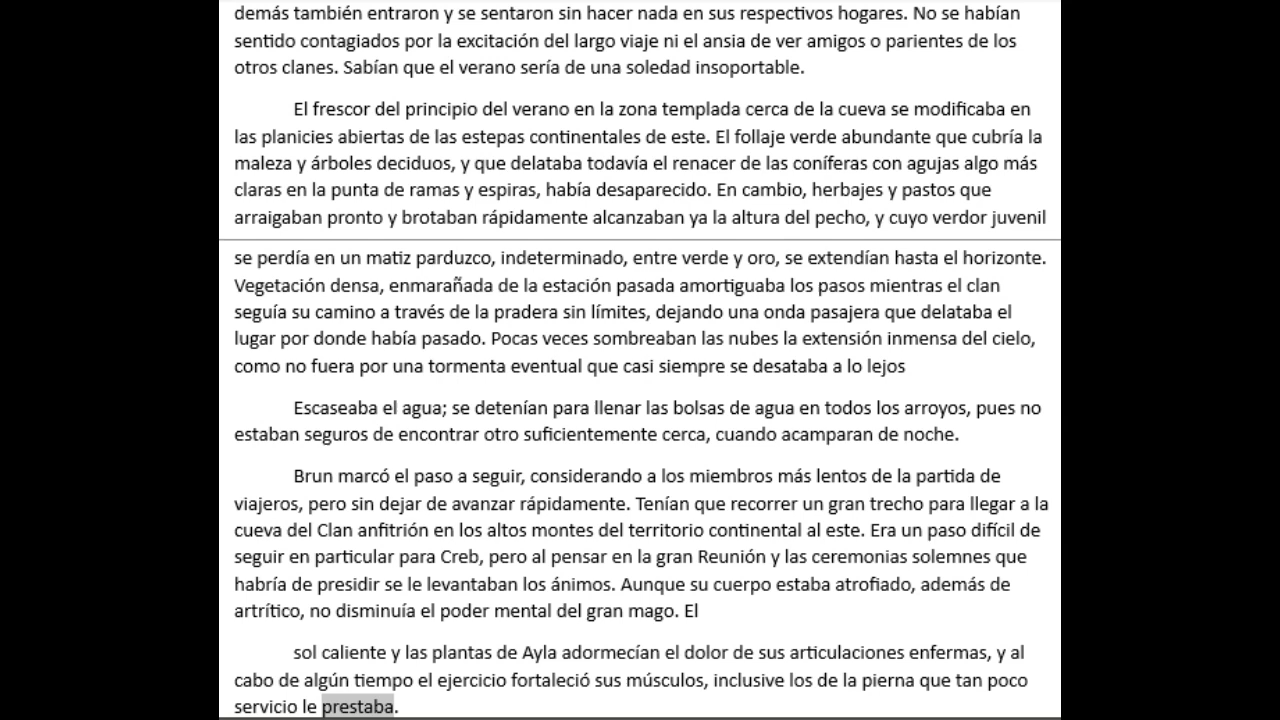 demás también entraron y se sentaron sin hacer nada en sus respectivos hogares. No se habían
sentido contagiados por la excitación del largo viaje ni el ansia de ver amigos o parientes de los
otros clanes. Sabían que el verano sería de una soledad insoportable.
El frescor del principio del verano en la zona templada cerca de la cueva se modificaba en
las planicies abiertas de las estepas continentales de este. El follaje verde abundante que cubría la
maleza y árboles deciduos, y que delataba todavía el renacer de las coníferas con agujas algo más
claras en la punta de ramas y espiras, había desaparecido. En cambio, herbajes y pastos que
arraigaban pronto y brotaban rápidamente alcanzaban ya la altura del pecho, y cuyo verdor juvenil
se perdía en un matiz parduzco, indeterminado, entre verde y oro, se extendían hasta el horizonte.
Vegetación densa, enmarañada de la estación pasada amortiguaba los pasos mientras el clan
seguía su camino a través de la pradera sin límites, dejando una onda pasajera que delataba el
lugar por donde había pasado. Pocas veces sombreaban las nubes la extensión inmensa del cielo,
como no fuera por una tormenta eventual que casi siempre se desataba a lo lejos
Escaseaba el agua; se detenían para llenar las bolsas de agua en todos los arroyos, pues no
estaban seguros de encontrar otro suficientemente cerca, cuando acamparan de noche.
Brun marcó el paso a seguir, considerando a los miembros más lentos de la partida de
viajeros, pero sin dejar de avanzar rápidamente. Tenían que recorrer un gran trecho para llegar a la
cueva del Clan anfitrión en los altos montes del territorio continental al este. Era un paso difícil de
seguir en particular para Creb, pero al pensar en la gran Reunión y las ceremonias solemnes que
habría de presidir se le levantaban los ánimos. Aunque su cuerpo estaba atrofiado, además de
artrítico, no disminuía el poder mental del gran mago. El
sol caliente y las plantas de Ayla adormecían el dolor de sus articulaciones enfermas, y al
cabo de algún tiempo el ejercicio fortaleció sus músculos, inclusive los de la pierna que tan poco
servicio le prestaba.